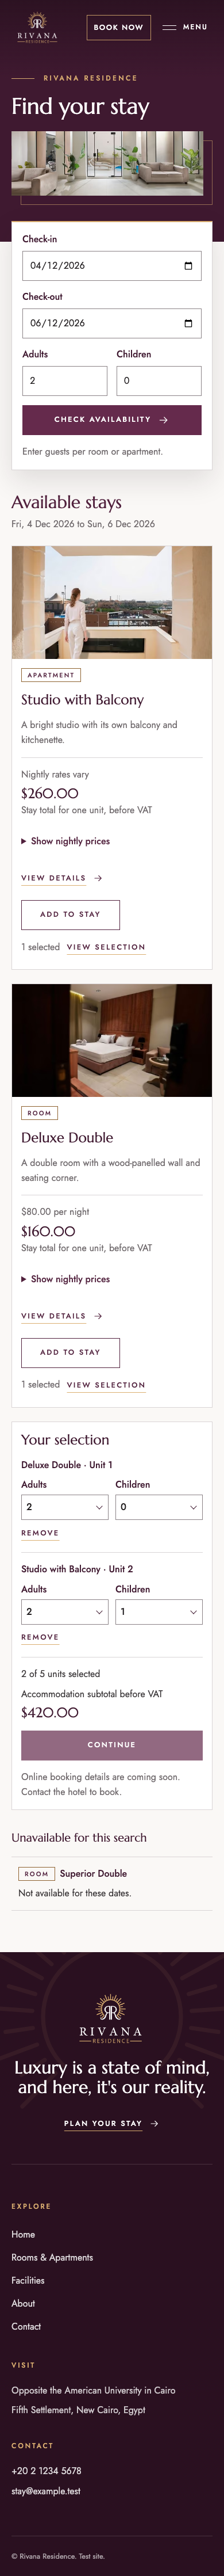 RIVANA
RESIDENCE
BOOK NOW
MENU
RIVANA RESIDENCE
Find your stay
Check-in
04/12/2026
Check-out
06/12/2026
Adults
Children
2
0
CHECK AVAILABILITY
Enter guests per room or apartment.
Available stays
Fri, 4 Dec 2026 to Sun, 6 Dec 2026
APARTMENT
Studio with Balcony
A bright studio with its own balcony and
kitchenette.
Nightly rates vary
$260.00
Stay total for one unit, before VAT
Show nightly prices
VIEW DETAILS
ADD TO STAY
1 selected VIEW SELECTION
ROOM
Deluxe Double
A double room with a wood-panelled wall and
seating corner.
$80.00 per night
$160.00
Stay total for one unit, before VAT
Show nightly prices
VIEW DETAILS
ADD TO STAY
1 selected VIEW SELECTION
Your selection
Deluxe Double · Unit 1
Adults
Children
2
0
REMOVE
Studio with Balcony · Unit 2
Adults
Children
2
1
REMOVE
2 of 5 units selected
Accommodation subtotal before VAT
$420.00
CONTINUE
Online booking details are coming soon.
Contact the hotel to book.
Unavailable for this search
ROOM Superior Double
Not available for these dates.
RIVANA
RESIDENCE
Luxury is a state of mind,
and here, it's our reality.
PLAN YOUR STAY
EXPLORE
Home
Rooms & Apartments
Facilities
About
Contact
VISIT
Opposite the American University in Cairo
Fifth Settlement, New Cairo, Egypt
CONTACT
+20 2 1234 5678
stay@example.test
© Rivana Residence. Test site.